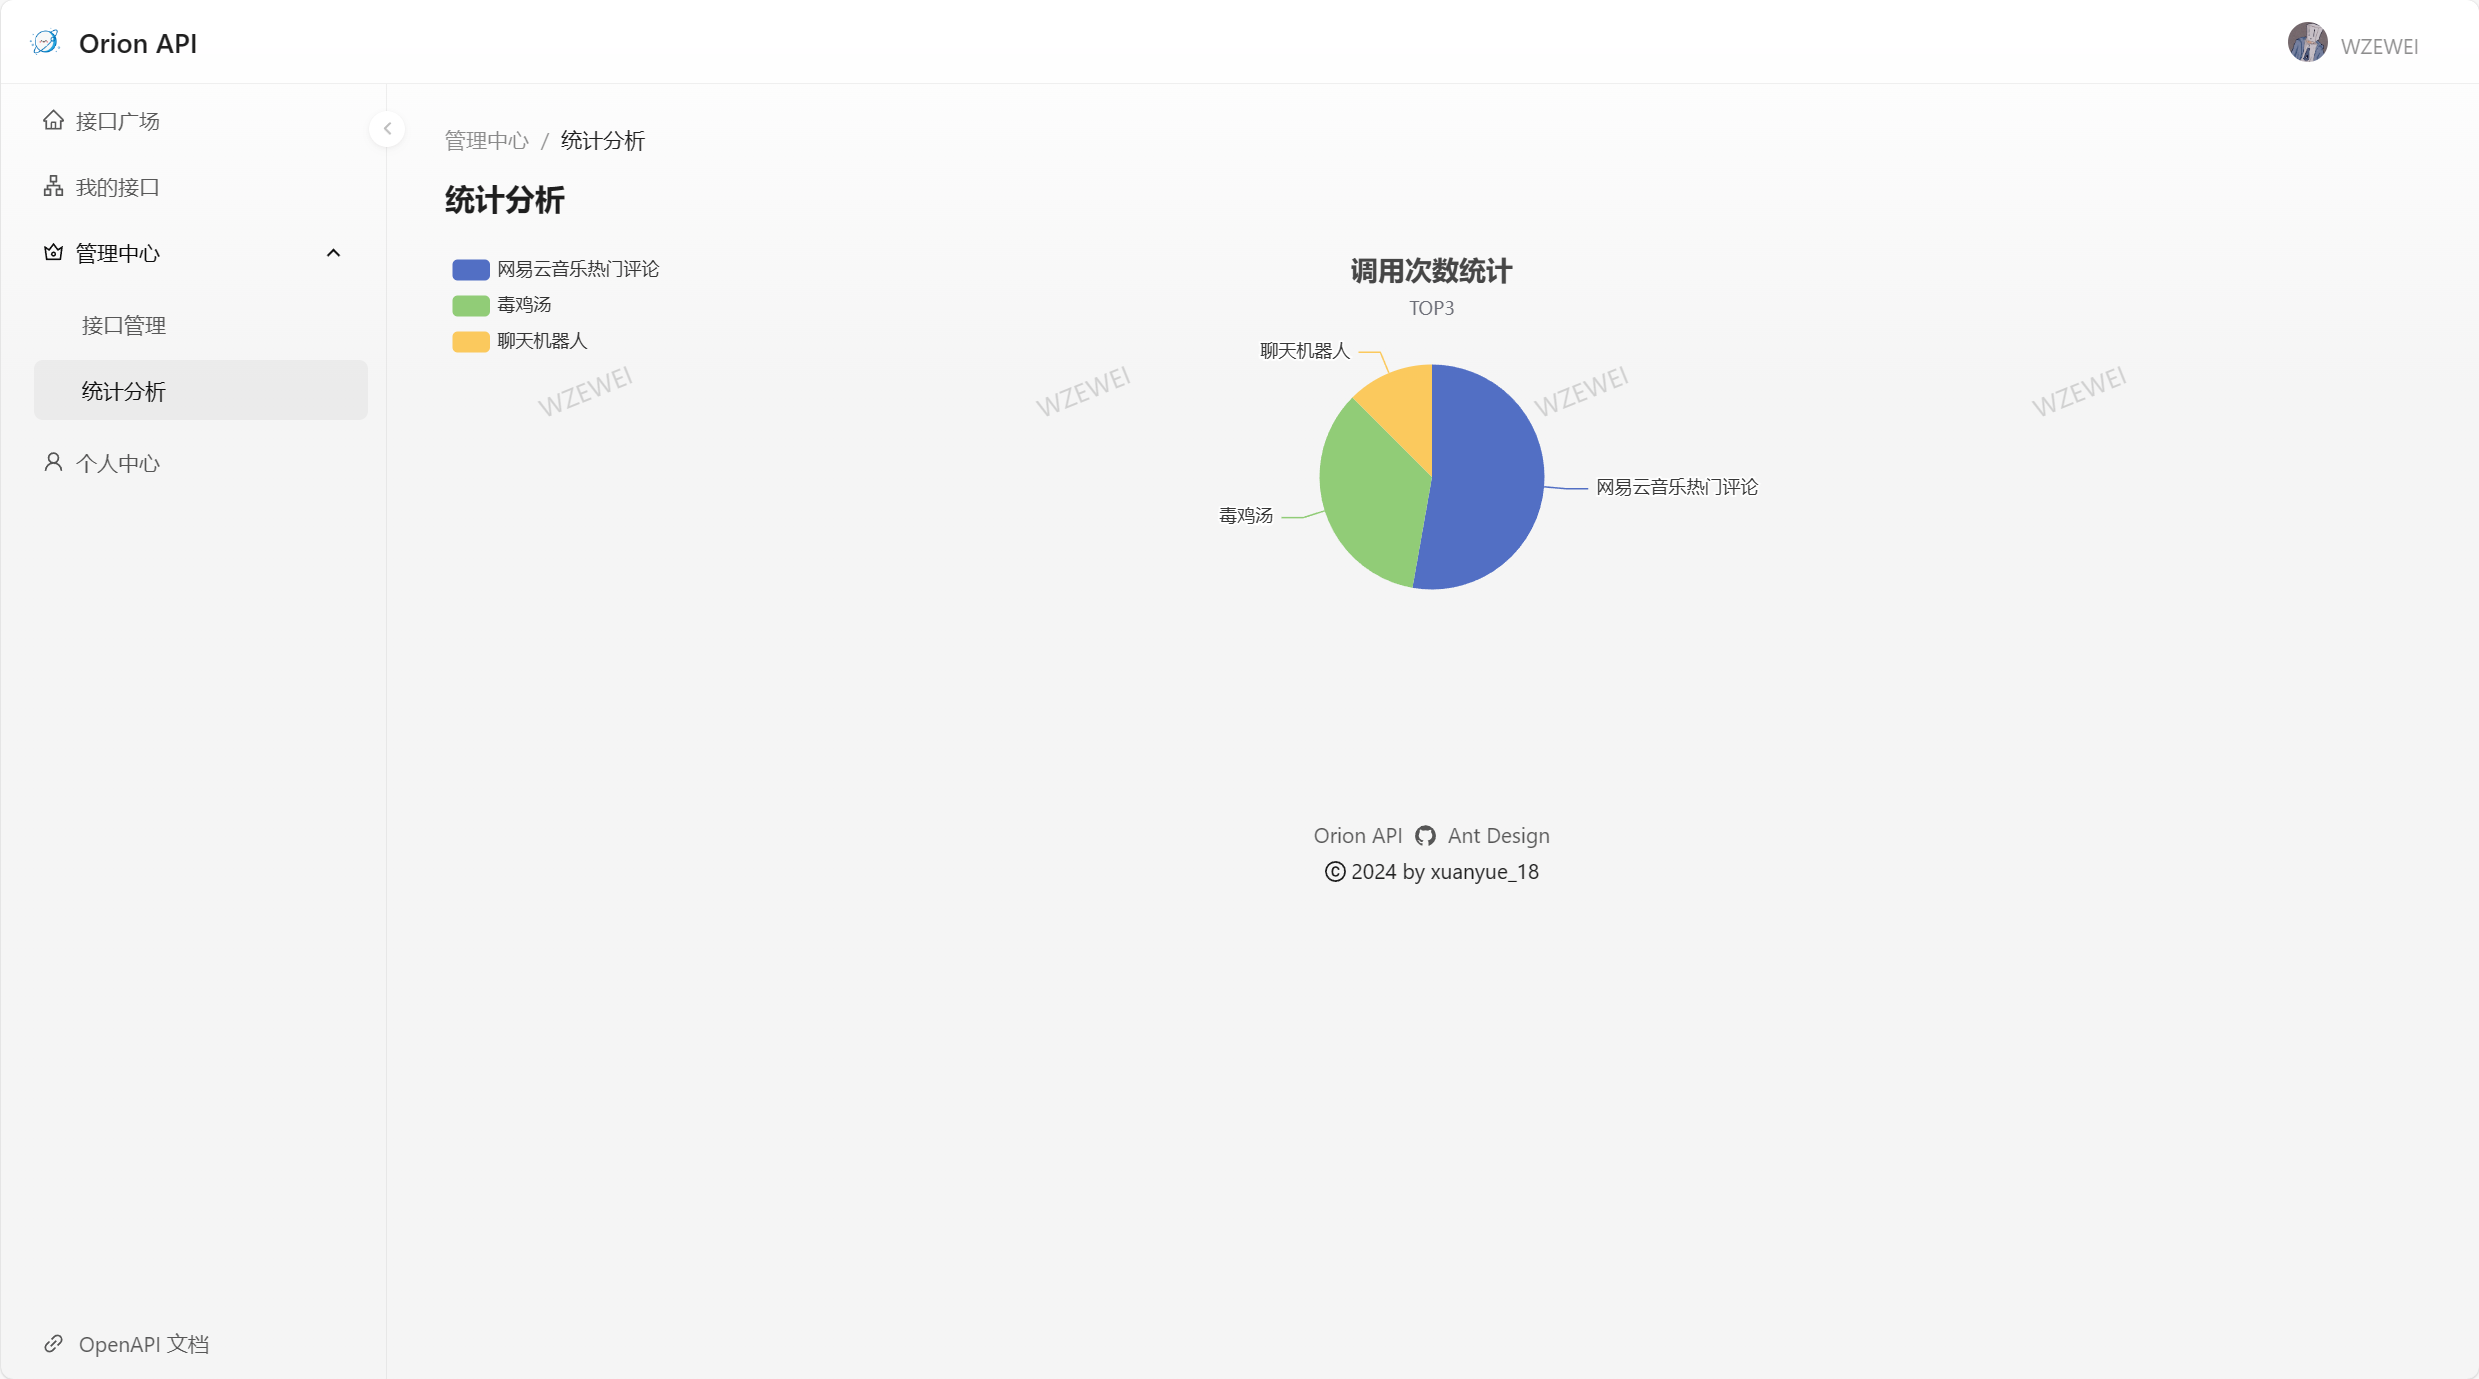 Orion API
WZEWEI
接口广场
我的接口
管理中心
接口管理
统计分析
个人中心
OpenAPI 文档
管理中心 / 统计分析
统计分析
网易云音乐热门评论
毒鸡汤
聊天机器人
调用次数统计
TOP3
聊天机器人
网易云音乐热门评论
毒鸡汤
WZEWEI
WZEWEI
WZEWEI
WZEWEI
Orion API Ant Design
© 2024 by xuanyue_18